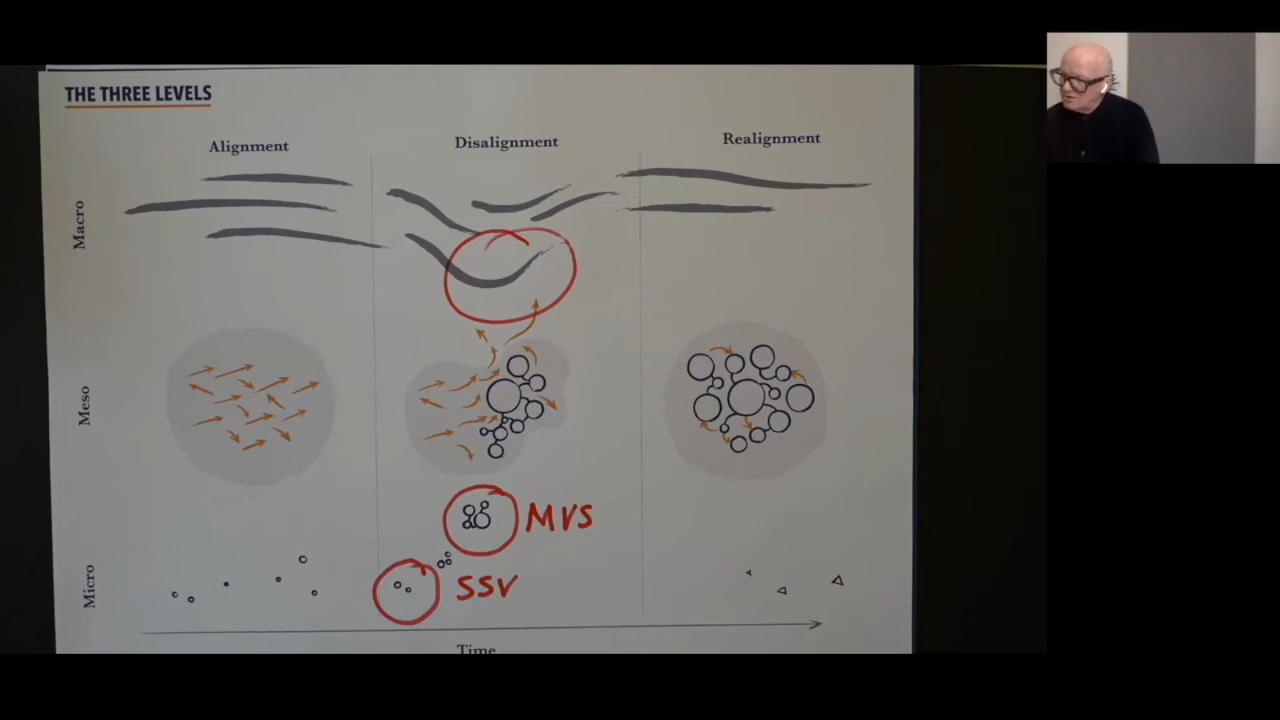 THE THREE LEVELS
Alignment
Disalignment
Realignment
Macro
Meso
MVS
Micro
SSV
Time